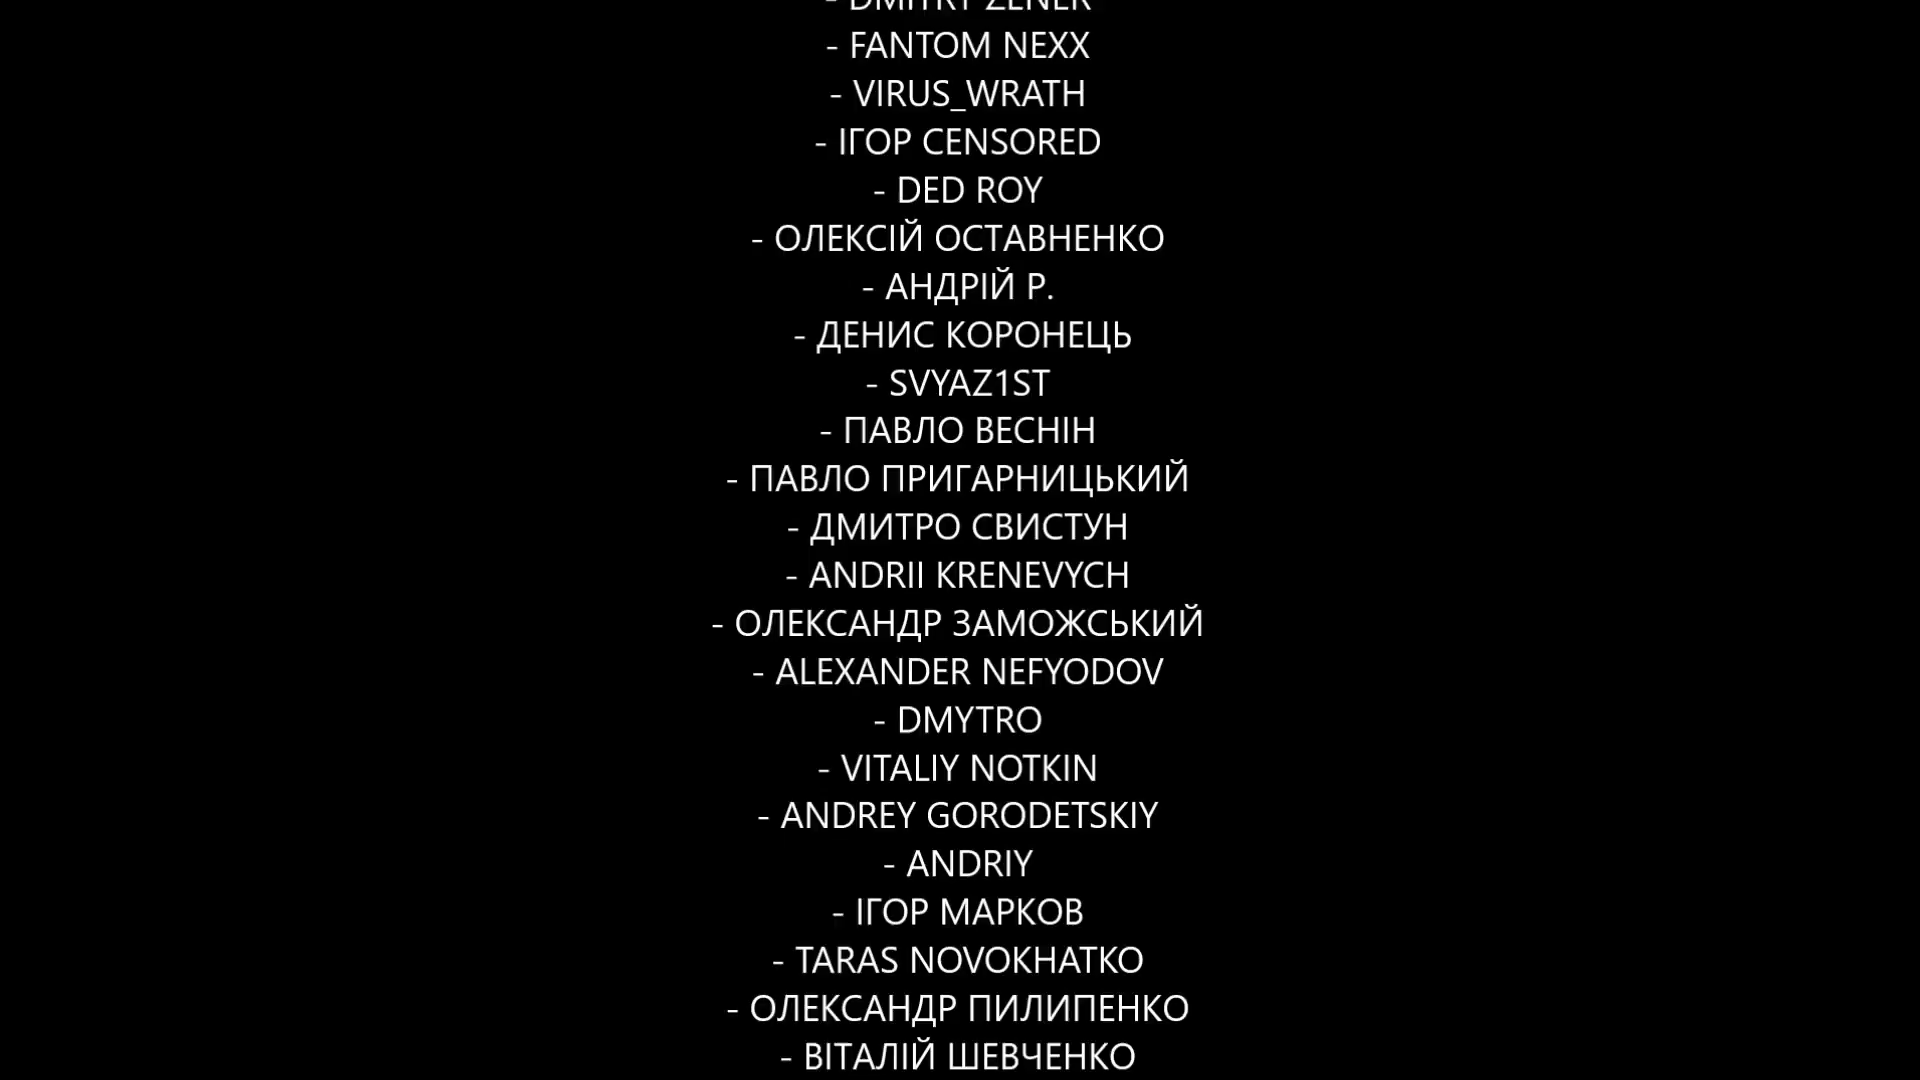 - DMITRY ZENER
- FANTOM NEXX
- VIRUS_WRATH
- ІГОР CENSORED
- DED ROY
- ОЛЕКСІЙ ОСТАВНЕНКО
- АНДРІЙ Р.
- ДЕНИС КОРОНЕЦЬ
- SVYAZ1ST
- ПАВЛО ВЕСНІН
- ПАВЛО ПРИГАРНИЦЬКИЙ
- ДМИТРО СВИСТУН
- ANDRII KRENEVYCH
- ОЛЕКСАНДР ЗАМОЖСЬКИЙ
- ALEXANDER NEFYODOV
- DMYTRO
- VITALIY NOTKIN
- ANDREY GORODETSKIY
- ANDRIY
- ІГОР МАРКОВ
- TARAS NOVOKHATKO
- ОЛЕКСАНДР ПИЛИПЕНКО
- ВІТАЛІЙ ШЕВЧЕНКО